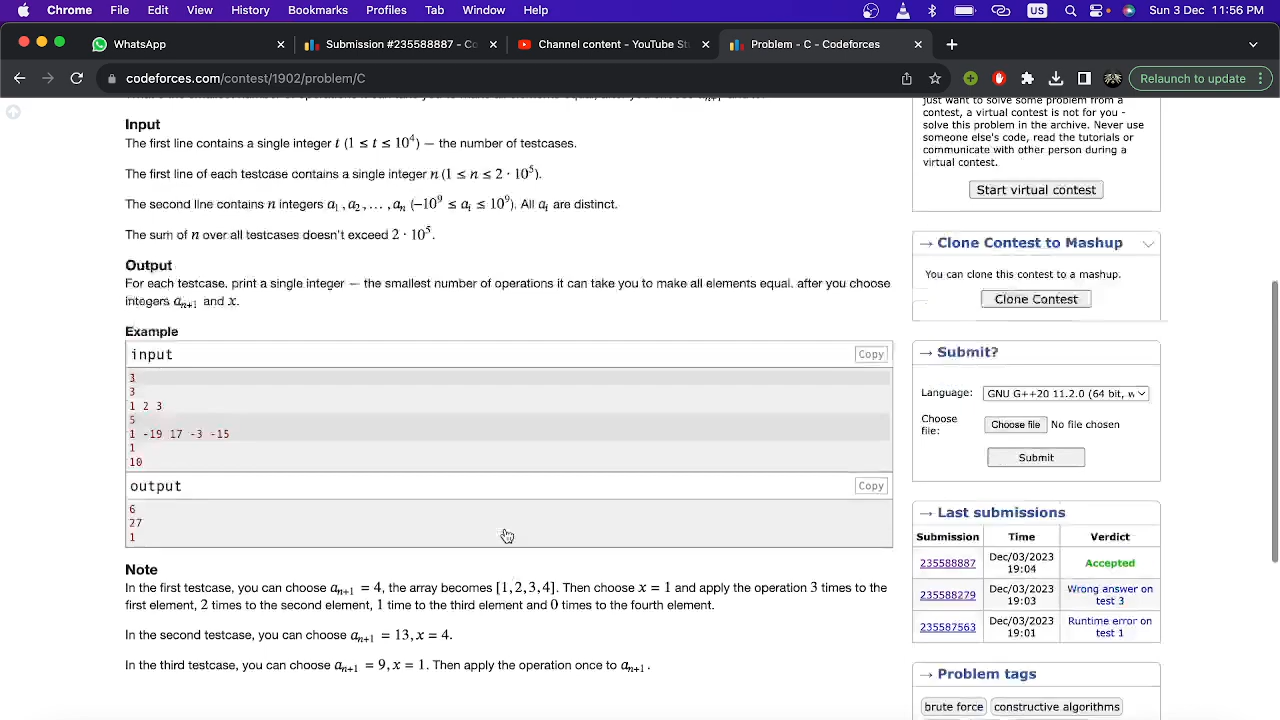 Chrome File Edit View History Bookmarks Profiles Tab Window Help US Sun 3 Dec 11:56 PM
WhatsApp Submission #235588887 - Co Channel content - YouTube St Problem - C - Codeforces
codeforces.com/contest/1902/problem/C Relaunch to update
Input
The first line contains a single integer t (1 ≤ t ≤ 10⁴) — the number of testcases.
The first line of each testcase contains a single integer n (1 ≤ n ≤ 2 · 10⁵).
The second line contains n integers a₁, a₂, …, aₙ (−10⁹ ≤ aᵢ ≤ 10⁹). All aᵢ are distinct.
The sum of n over all testcases doesn't exceed 2 · 10⁵.
Output
For each testcase, print a single integer — the smallest number of operations it can take you to make all elements equal, after you choose
integers aₙ₊₁ and x.
Example
input Copy
3
3
1 2 3
5
1 -19 17 -3 -15
1
10
output Copy
6
27
1
Note
In the first testcase, you can choose aₙ₊₁ = 4, the array becomes [1, 2, 3, 4]. Then choose x = 1 and apply the operation 3 times to the
first element, 2 times to the second element, 1 time to the third element and 0 times to the fourth element.
In the second testcase, you can choose aₙ₊₁ = 13, x = 4.
In the third testcase, you can choose aₙ₊₁ = 9, x = 1. Then apply the operation once to aₙ₊₁.
just want to solve some problem from a
contest, a virtual contest is not for you -
solve this problem in the archive. Never use
someone else's code, read the tutorials or
communicate with other person during a
virtual contest.
Start virtual contest
→ Clone Contest to Mashup
You can clone this contest to a mashup.
Clone Contest
→ Submit?
Language: GNU G++20 11.2.0 (64 bit, w
Choose
file: Choose file No file chosen
Submit
→ Last submissions
Submission Time Verdict
235588887 Dec/03/2023 19:04 Accepted
235588279 Dec/03/2023 19:03 Wrong answer on test 3
235587563 Dec/03/2023 19:01 Runtime error on test 1
→ Problem tags
brute force constructive algorithms